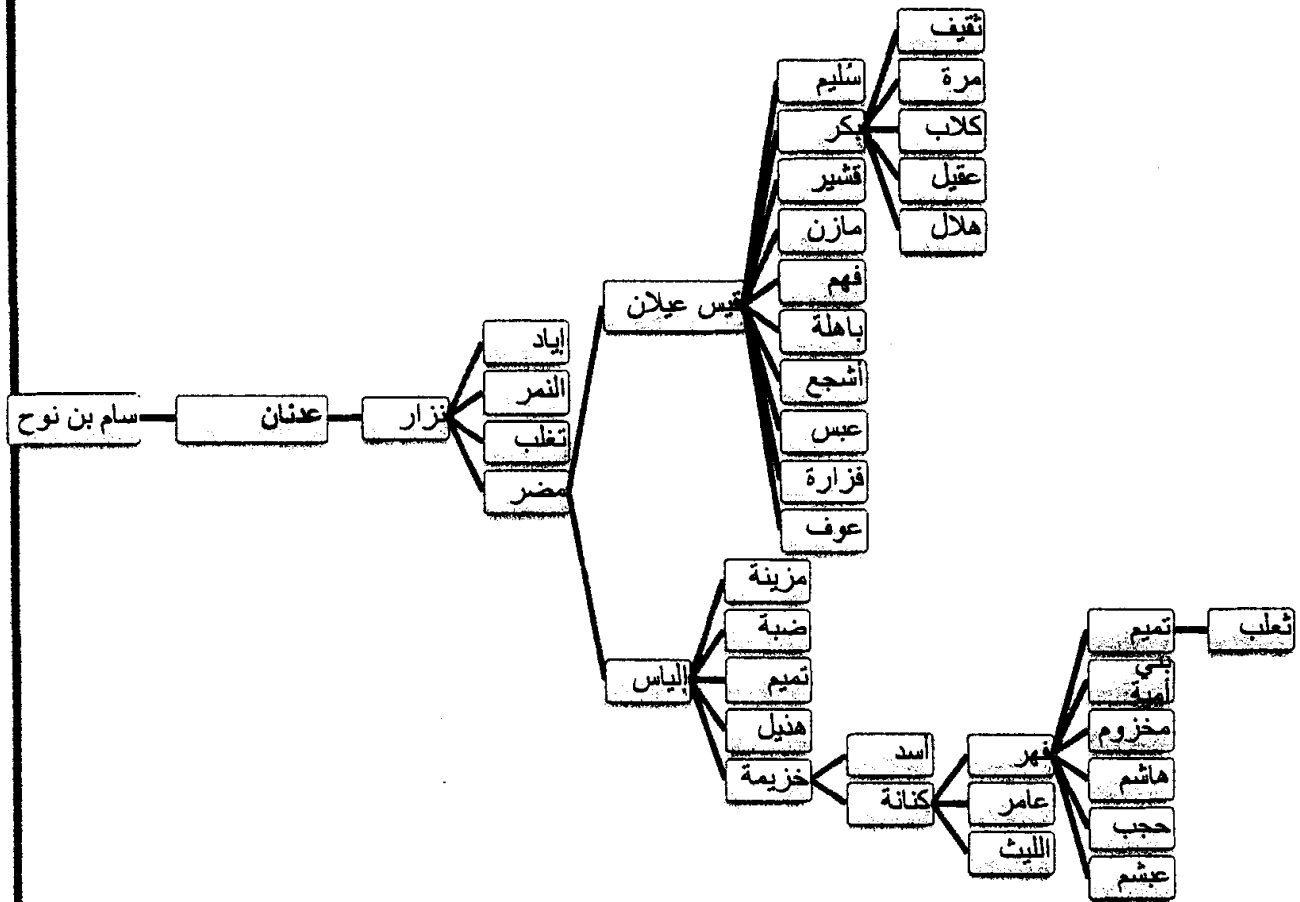 سام بن نوح
عدنان
نزار
إياد
النمر
تغلب
مضر
قيس عيلان
سليم
بكر
ثقيف
مرة
كلاب
عقيل
هلال
قشير
مازن
فهم
باهلة
أشجع
عبس
فزارة
عوف
إلياس
مزينة
ضبة
تميم
هذيل
خزيمة
أسد
كنانة
فهر
تميم
ثعلب
أمية
مخزوم
هاشم
حجب
عبشم
عامر
الليث